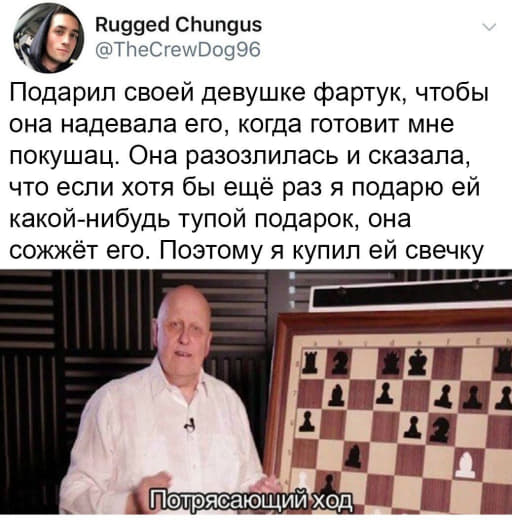 Rugged Chungus
@TheCrewDog96
Подарил своей девушке фартук, чтобы
она надевала его, когда готовит мне
покушац. Она разозлилась и сказала,
что если хотя бы ещё раз я подарю ей
какой-нибудь тупой подарок, она
сожжёт его. Поэтому я купил ей свечку
Потрясающий ход